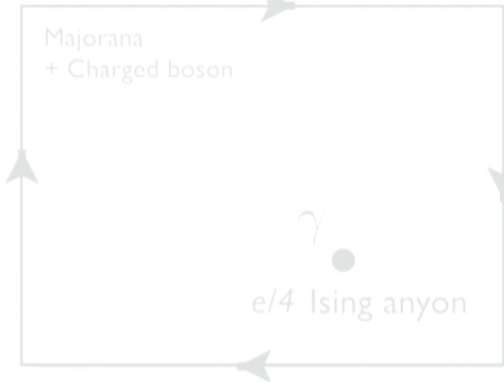 Majorana
+ Charged boson
γ
e/4 Ising anyon